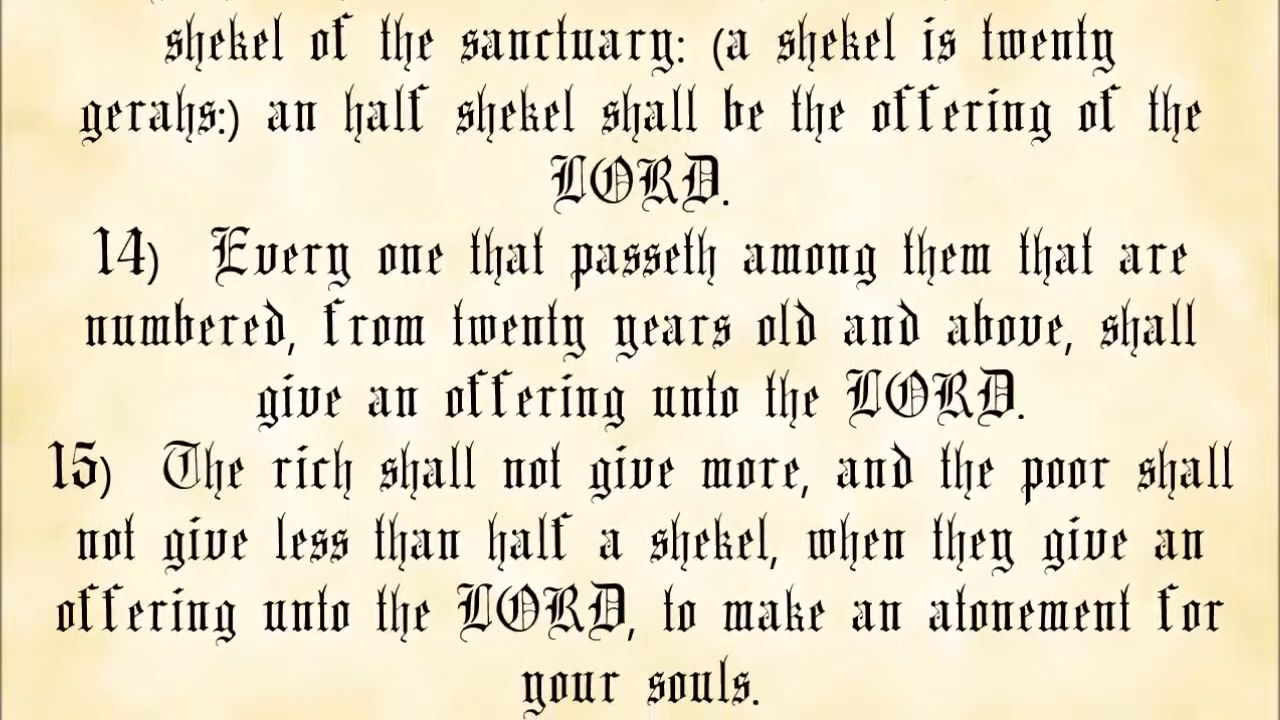 shekel of the sanctuary: (a shekel is twenty
gerahs:) an half shekel shall be the offering of the
LORD.
14) Every one that passeth among them that are
numbered, from twenty years old and above, shall
give an offering unto the LORD.
15) The rich shall not give more, and the poor shall
not give less than half a shekel, when they give an
offering unto the LORD, to make an atonement for
your souls.